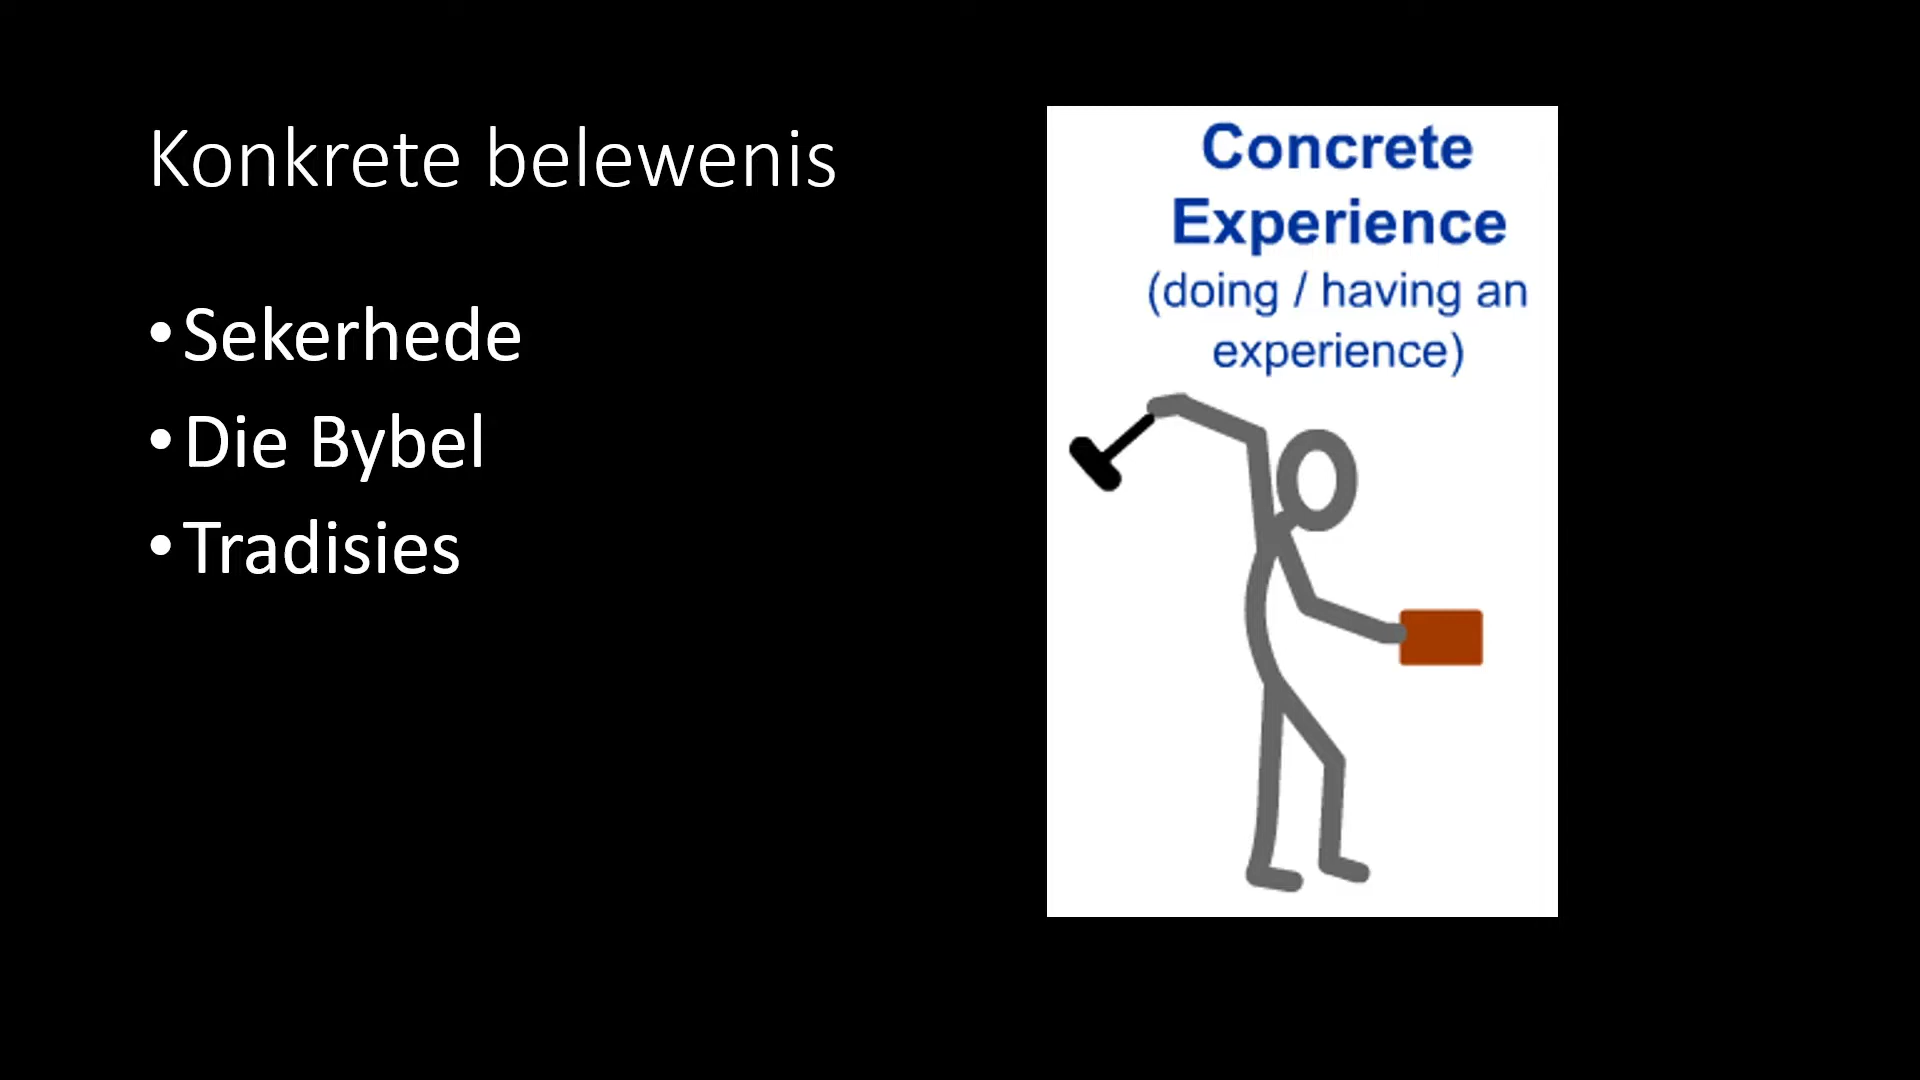 Konkrete belewenis
• Sekerhede
• Die Bybel
• Tradisies
Concrete
Experience
(doing / having an
experience)